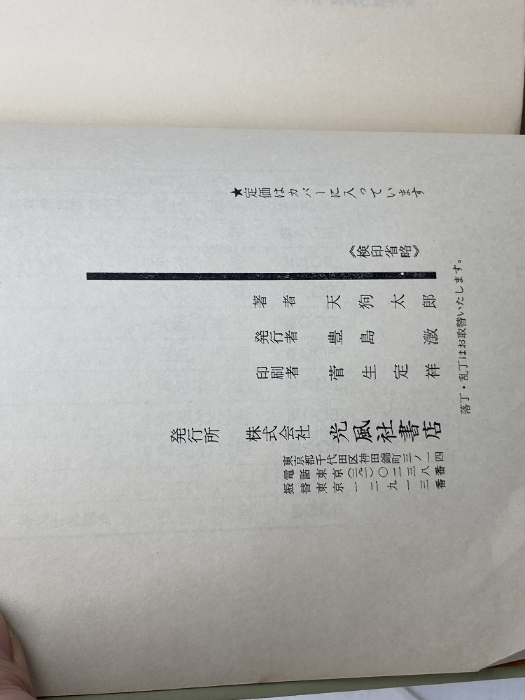 ★定価はカバーに入っています
《検印省略》
著者 天狗太郎
発行者 豊島澂
印刷者 菅生定祥
発行所 株式会社 光風社書店
東京都千代田区神田錦町三ノ一四
電話東京(二九二)〇二三八番
振替東京一二九一三番
落丁・乱丁はお取替いたします。